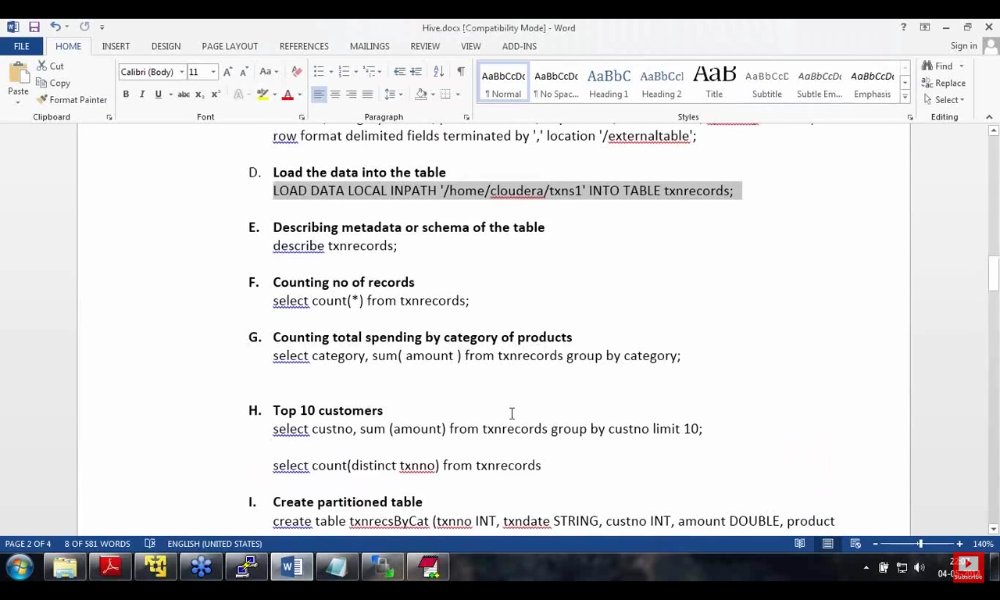 Hive.docx [Compatibility Mode] - Word
FILE HOME INSERT DESIGN PAGE LAYOUT REFERENCES MAILINGS REVIEW VIEW ADD-INS Sign in
Cut
Copy
Format Painter
Paste
Clipboard
Calibri (Body) 11
Font
Paragraph
AaBbCcDc AaBbCcDc AaBbC AaBbCcI AaB AaBbCcD AaBbCcDc AaBbCcDc
¶ Normal ¶ No Spac... Heading 1 Heading 2 Title Subtitle Subtle Em... Emphasis
Styles
Find
Replace
Select
Editing
row format delimited fields terminated by ',' location '/externaltable';
D. Load the data into the table
LOAD DATA LOCAL INPATH '/home/cloudera/txns1' INTO TABLE txnrecords;
E. Describing metadata or schema of the table
describe txnrecords;
F. Counting no of records
select count(*) from txnrecords;
G. Counting total spending by category of products
select category, sum( amount ) from txnrecords group by category;
H. Top 10 customers
select custno, sum (amount) from txnrecords group by custno limit 10;
select count(distinct txnno) from txnrecords
I. Create partitioned table
create table txnrecsByCat (txnno INT, txndate STRING, custno INT, amount DOUBLE, product
PAGE 2 OF 4 8 OF 581 WORDS ENGLISH (UNITED STATES) 140%
Subscribe